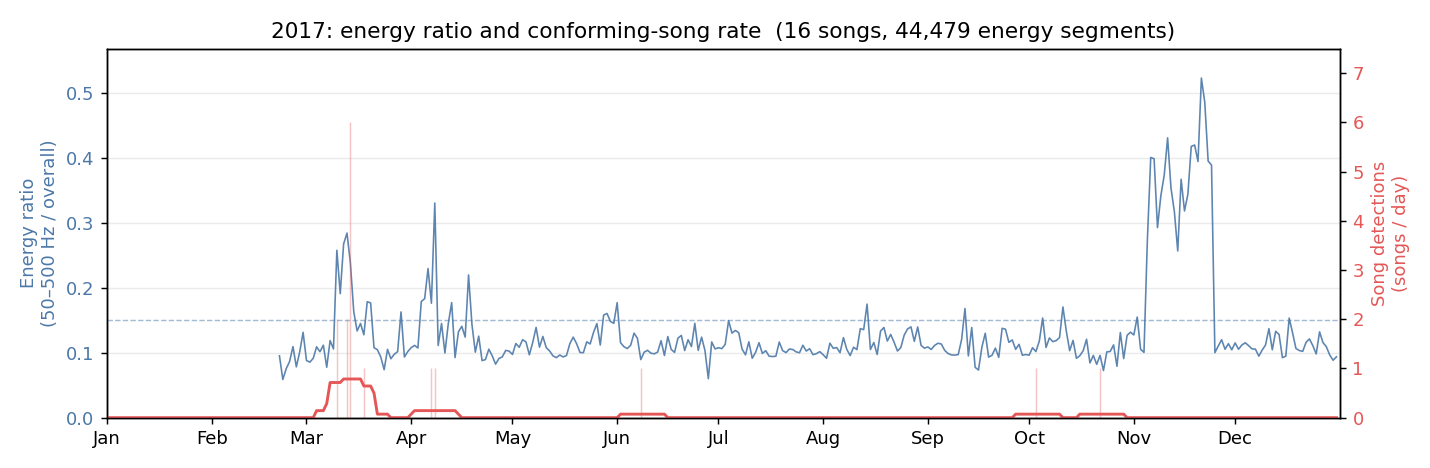 2017: energy ratio and conforming-song rate  (16 songs, 44,479 energy segments)
Energy ratio
(50–500 Hz / overall)
0.5
0.4
0.3
0.2
0.1
0.0
7
6
5
4
3
2
1
0
Song detections
(songs / day)
Jan Feb Mar Apr May Jun Jul Aug Sep Oct Nov Dec